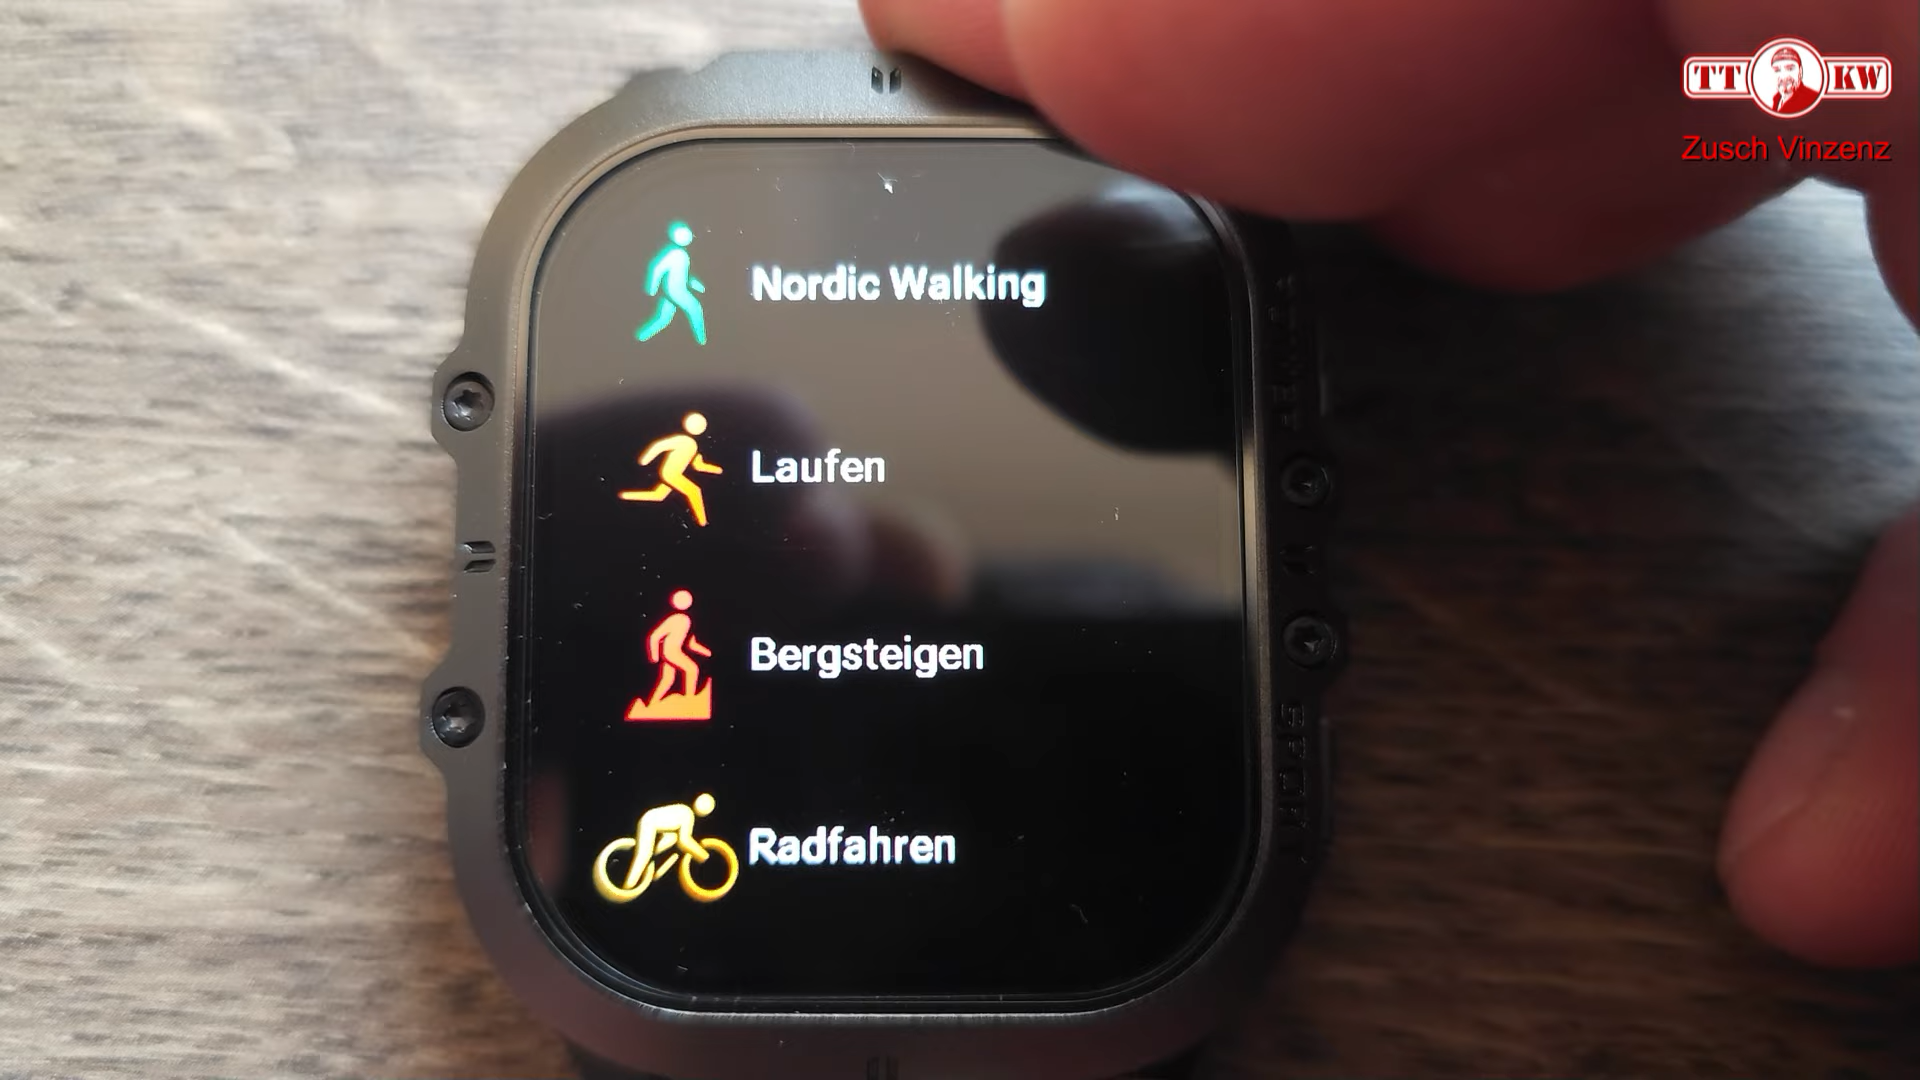 TT KW
Zusch Vinzenz
Nordic Walking
Laufen
Bergsteigen
Radfahren